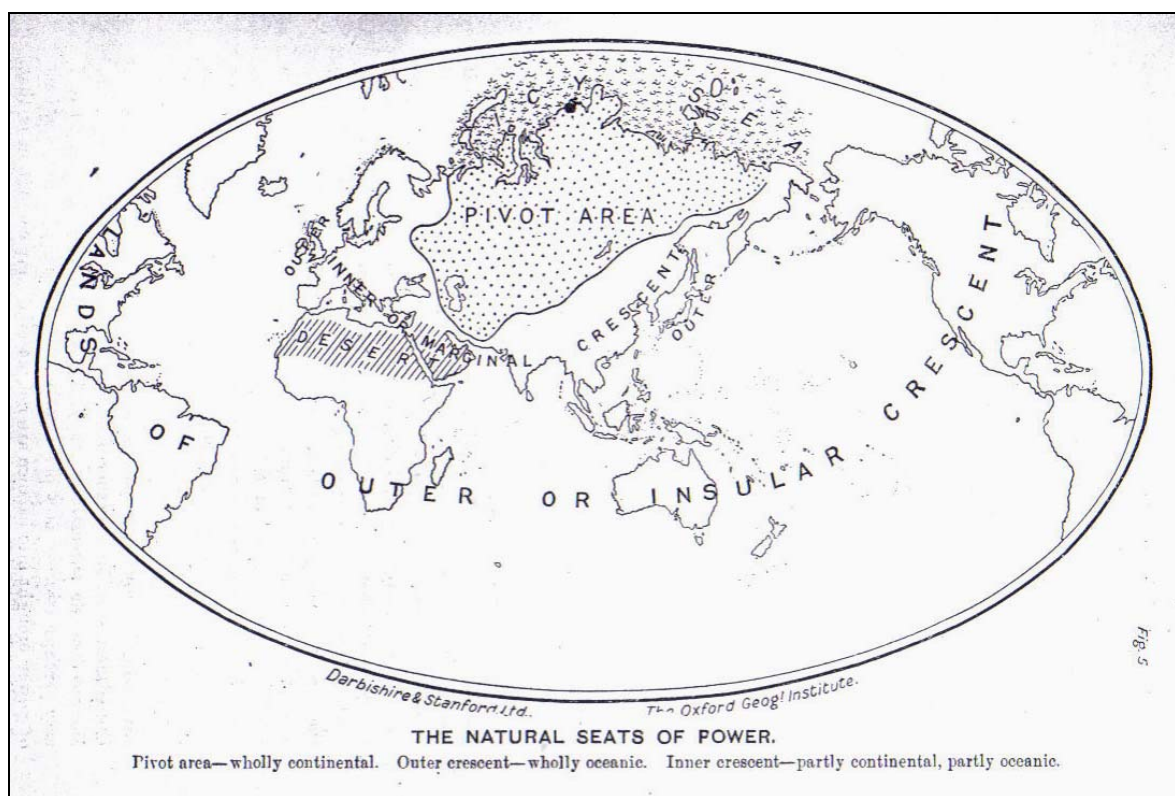 ICY SEA
PIVOT AREA
LANDS OF OUTER OR INSULAR CRESCENT
OUTER
INNER OR MARGINAL CRESCENT
OUTER
DESERT
Fig. 5
Darbishire & Stanford, Ltd.
The Oxford Geogl Institute.
THE NATURAL SEATS OF POWER.
Pivot area—wholly continental. Outer crescent—wholly oceanic. Inner crescent—partly continental, partly oceanic.